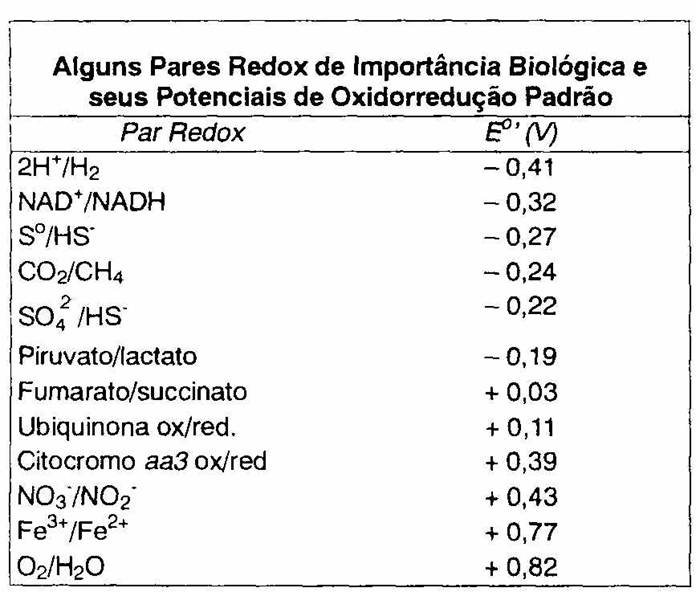 Alguns Pares Redox de Importância Biológica e
seus Potenciais de Oxidorredução Padrão
Par Redox E⁰' (V)
2H⁺/H₂ – 0,41
NAD⁺/NADH – 0,32
S⁰/HS⁻ – 0,27
CO₂/CH₄ – 0,24
SO₄² /HS⁻ – 0,22
Piruvato/lactato – 0,19
Fumarato/succinato + 0,03
Ubiquinona ox/red. + 0,11
Citocromo aa3 ox/red + 0,39
NO₃⁻/NO₂⁻ + 0,43
Fe³⁺/Fe²⁺ + 0,77
O₂/H₂O + 0,82